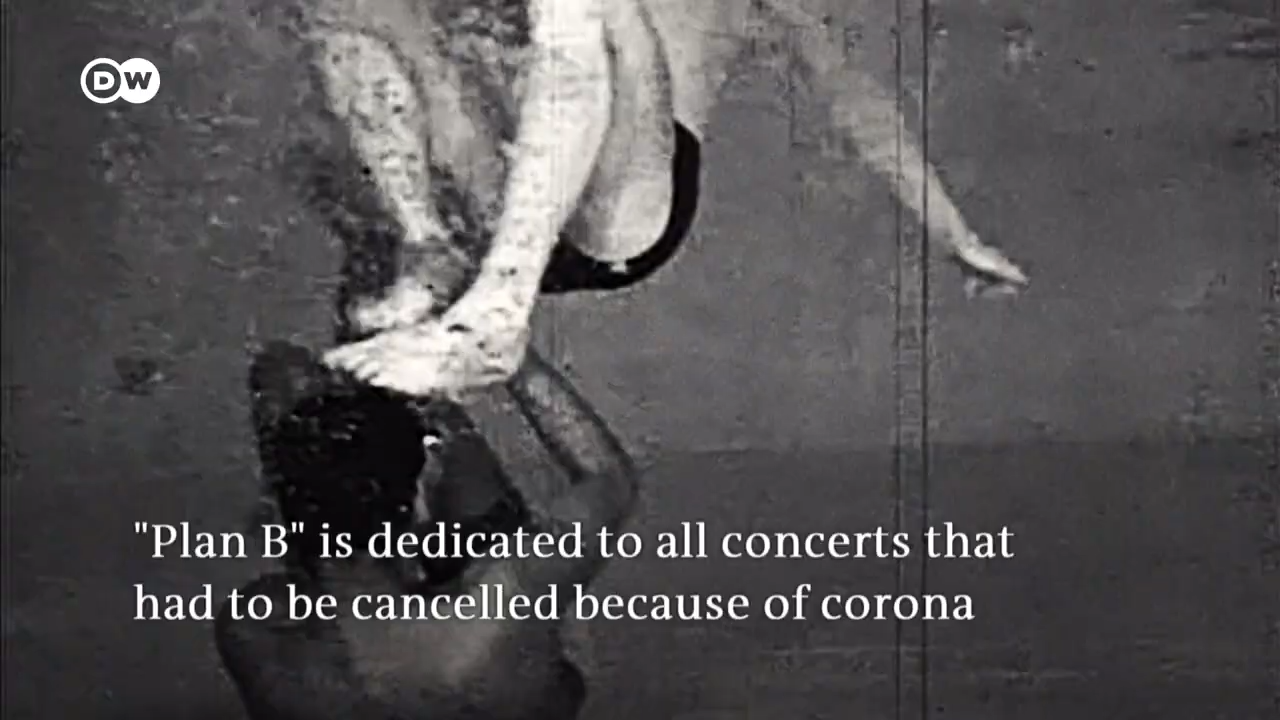 DW
"Plan B" is dedicated to all concerts that
had to be cancelled because of corona